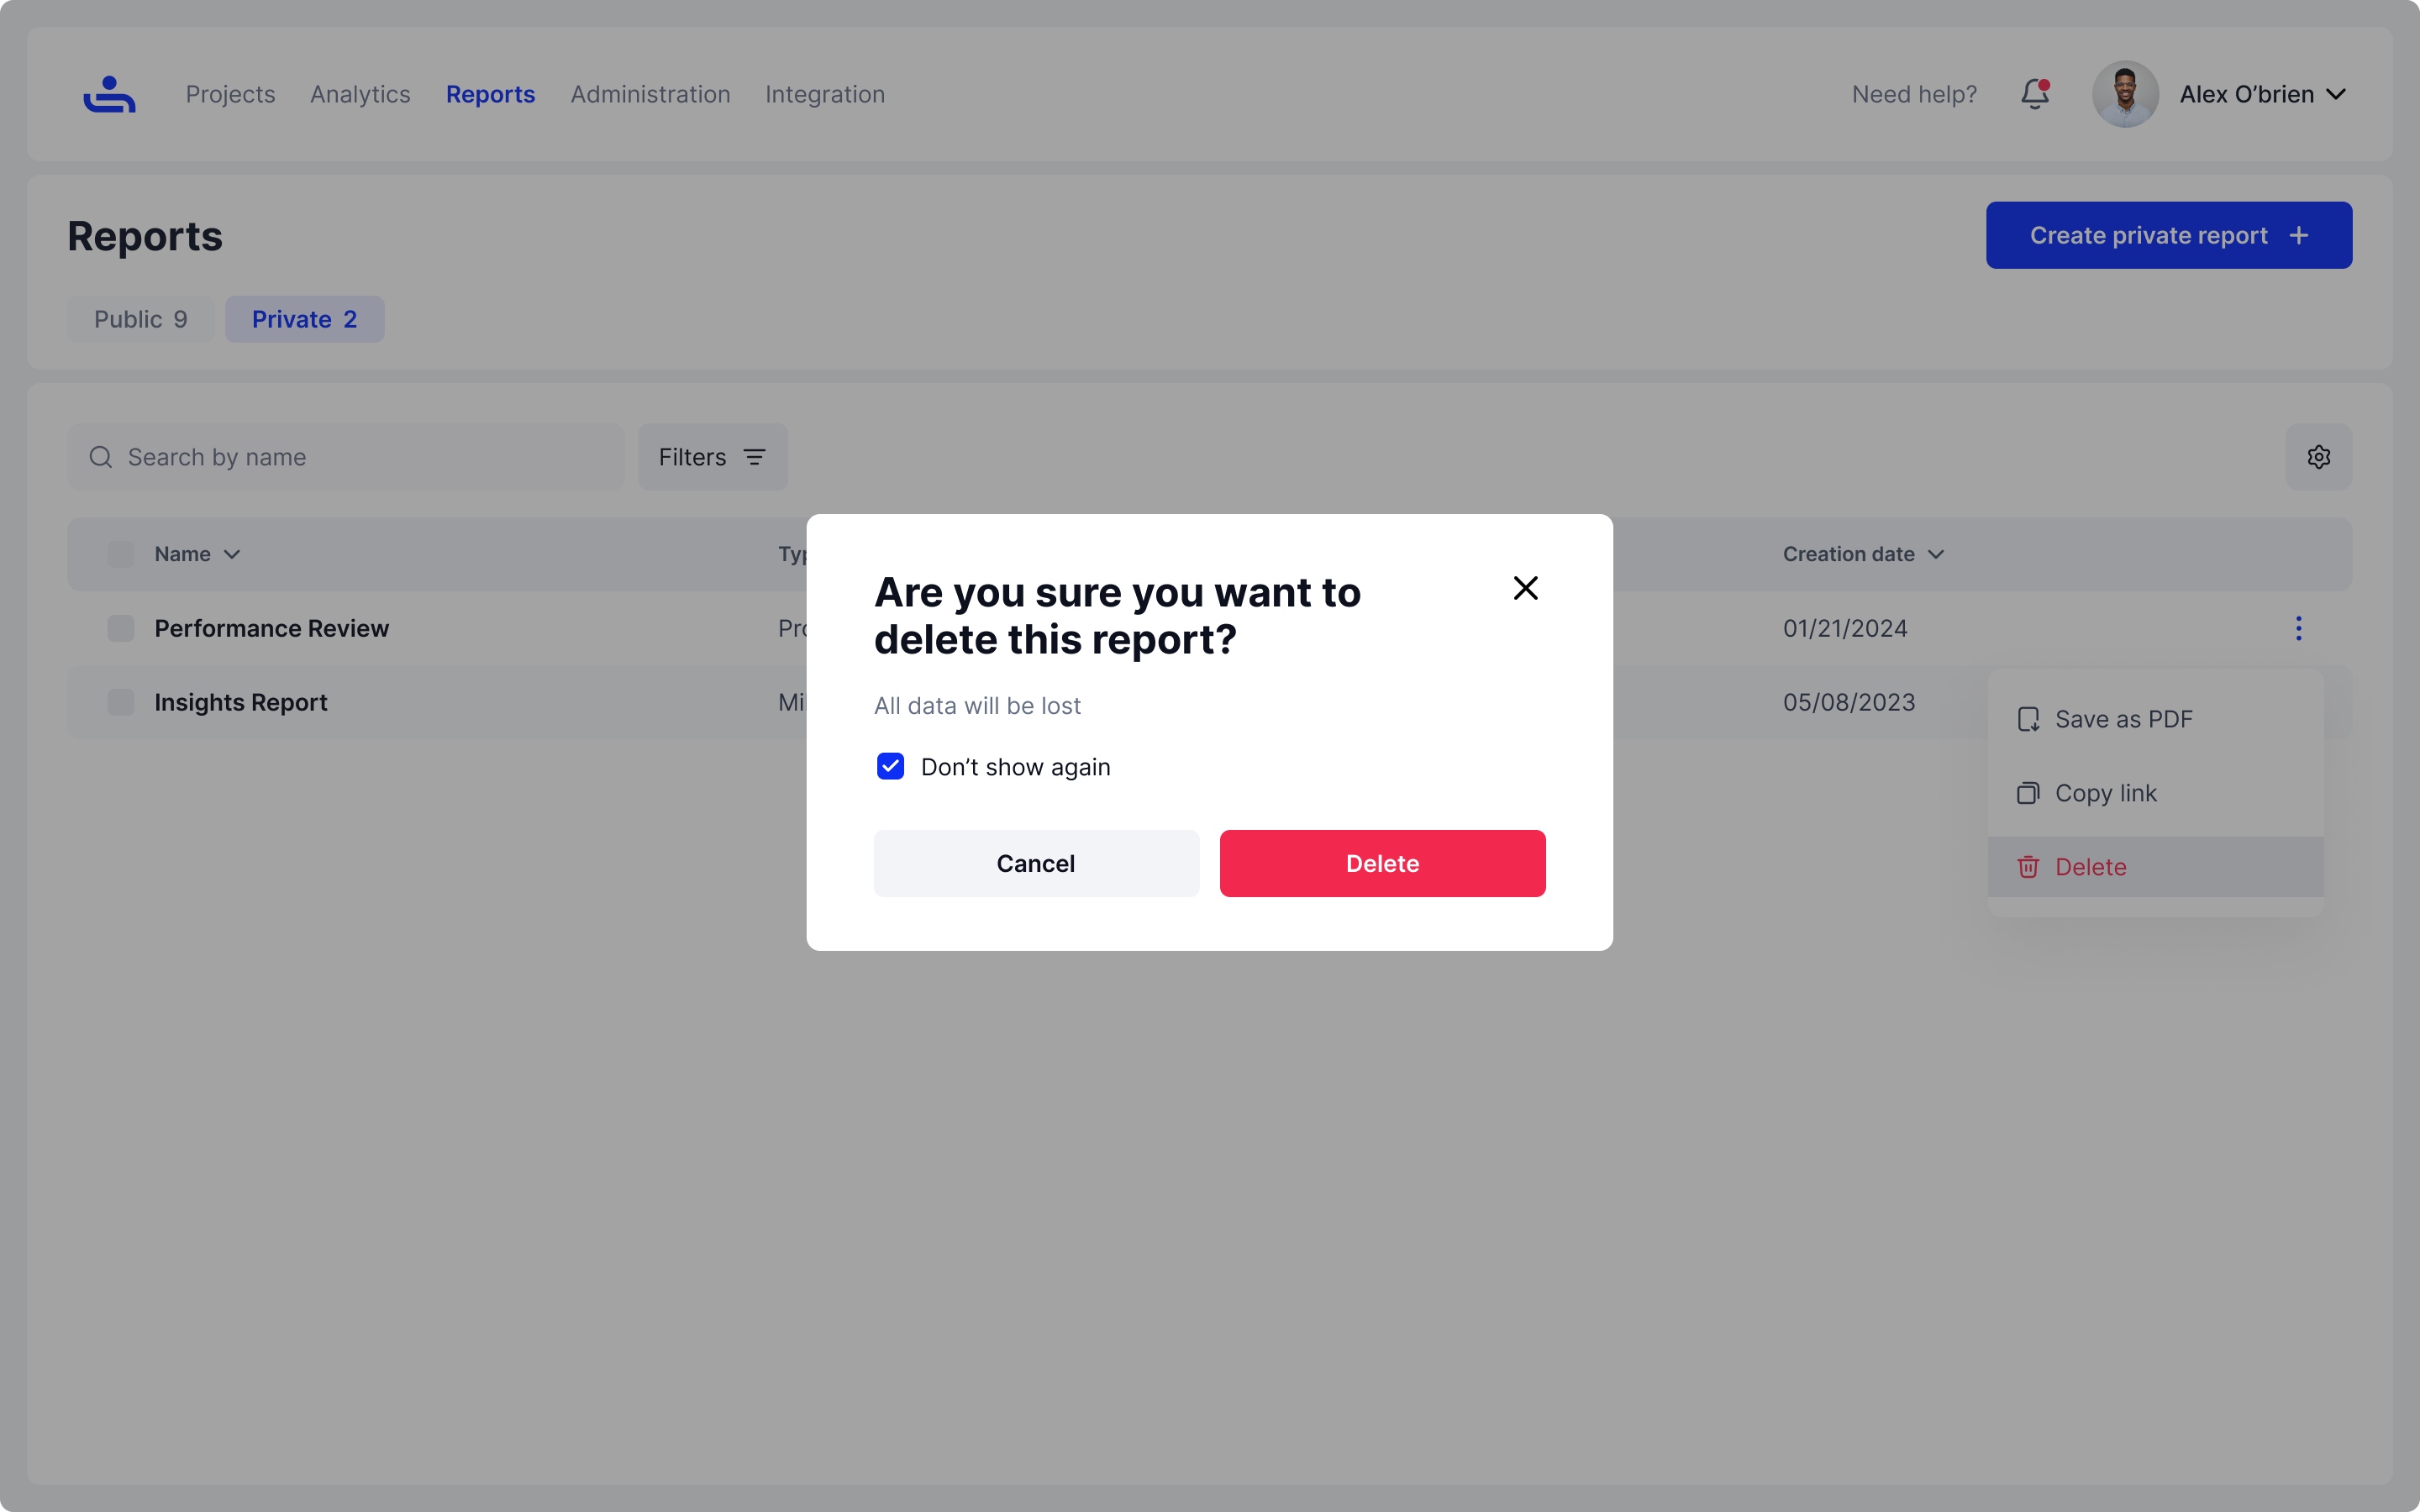 Projects Analytics Reports Administration Integration Need help? Alex O’brien
Reports
Create private report
Public 9 Private 2
Search by name Filters
Name Creation date
Performance Review 01/21/2024
Insights Report 05/08/2023
Save as PDF
Copy link
Delete
Are you sure you want to
delete this report?
All data will be lost
Don’t show again
Cancel Delete